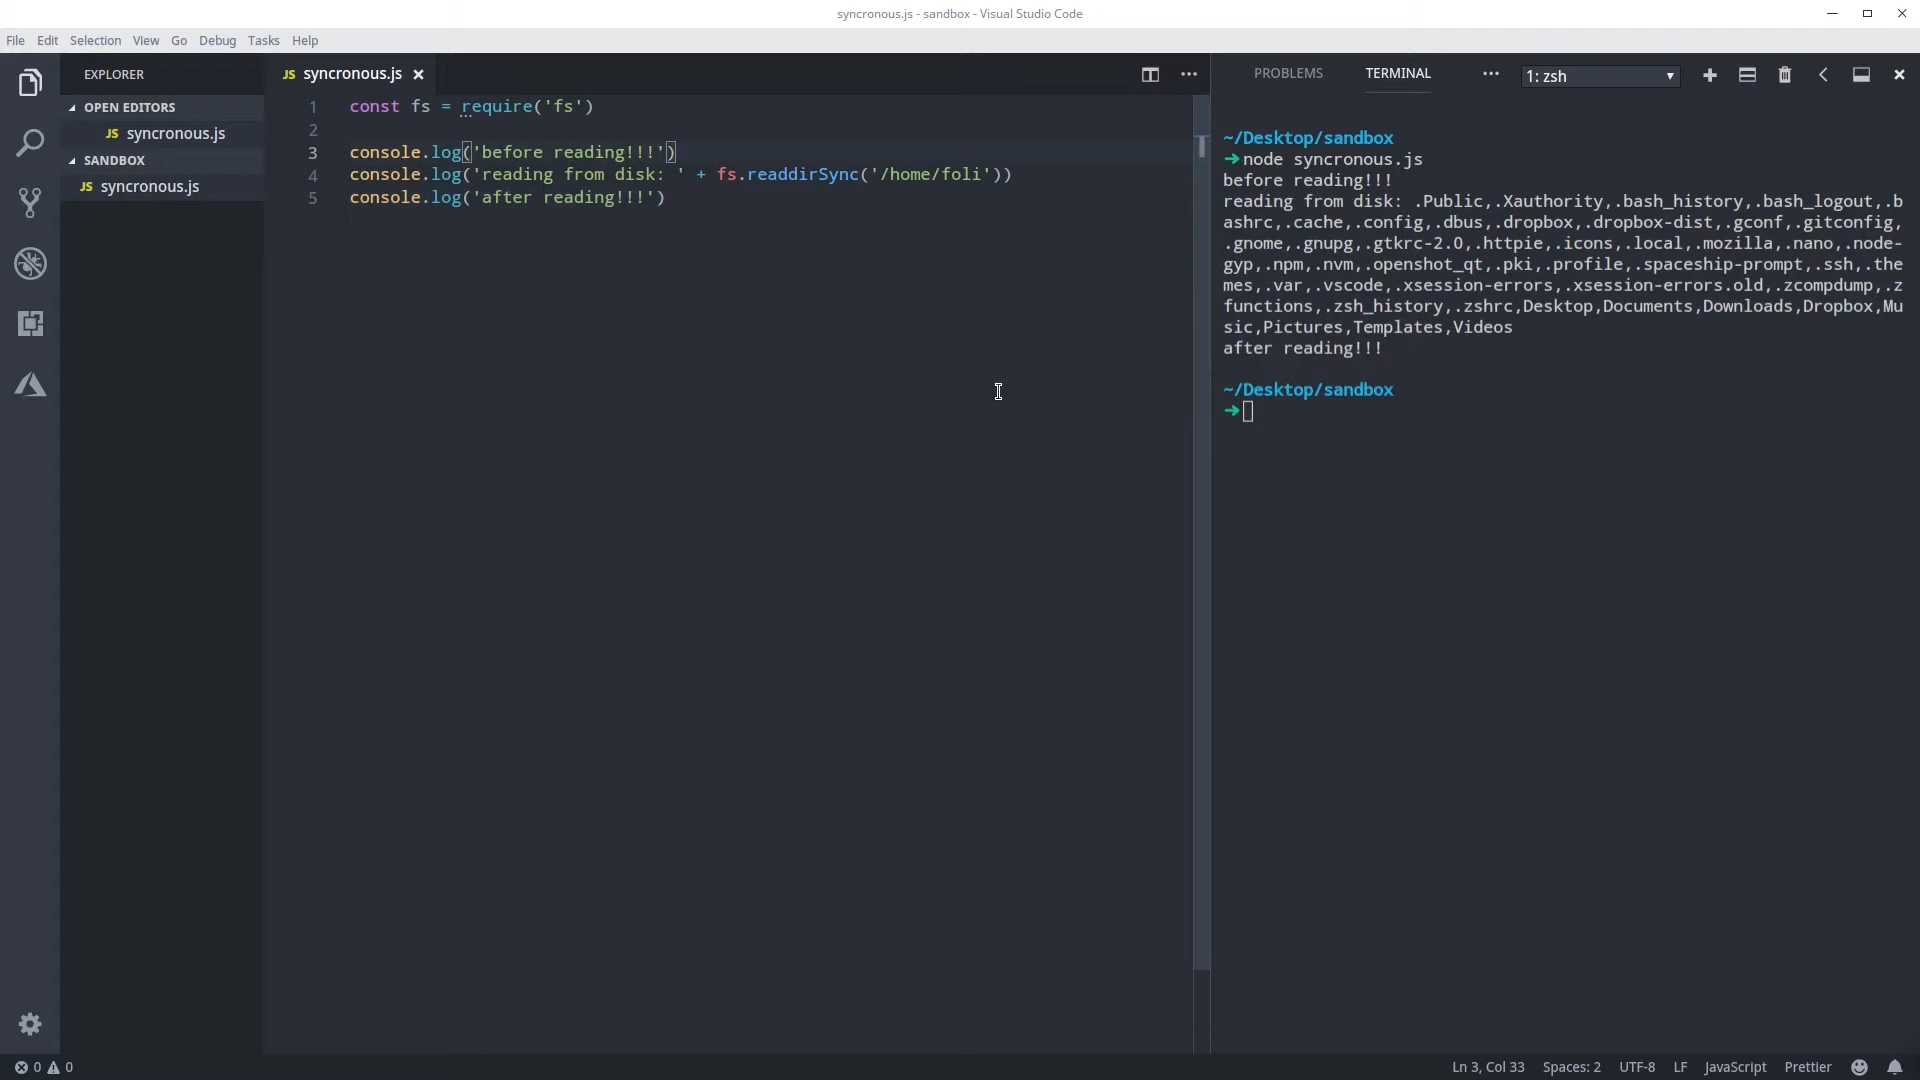 syncronous.js - sandbox - Visual Studio Code
File Edit Selection View Go Debug Tasks Help
EXPLORER
OPEN EDITORS
JS syncronous.js
SANDBOX
JS syncronous.js
JS syncronous.js
1 const fs = require('fs')
2
3 console.log('before reading!!!')
4 console.log('reading from disk: ' + fs.readdirSync('/home/foli'))
5 console.log('after reading!!!')
PROBLEMS TERMINAL 1: zsh
~/Desktop/sandbox
➜node syncronous.js
before reading!!!
reading from disk: .Public,.Xauthority,.bash_history,.bash_logout,.b
ashrc,.cache,.config,.dbus,.dropbox,.dropbox-dist,.gconf,.gitconfig,
.gnome,.gnupg,.gtkrc-2.0,.httpie,.icons,.local,.mozilla,.nano,.node-
gyp,.npm,.nvm,.openshot_qt,.pki,.profile,.spaceship-prompt,.ssh,.the
mes,.var,.vscode,.xsession-errors,.xsession-errors.old,.zcompdump,.z
functions,.zsh_history,.zshrc,Desktop,Documents,Downloads,Dropbox,Mu
sic,Pictures,Templates,Videos
after reading!!!
~/Desktop/sandbox
➜
0 0
Ln 3, Col 33 Spaces: 2 UTF-8 LF JavaScript Prettier